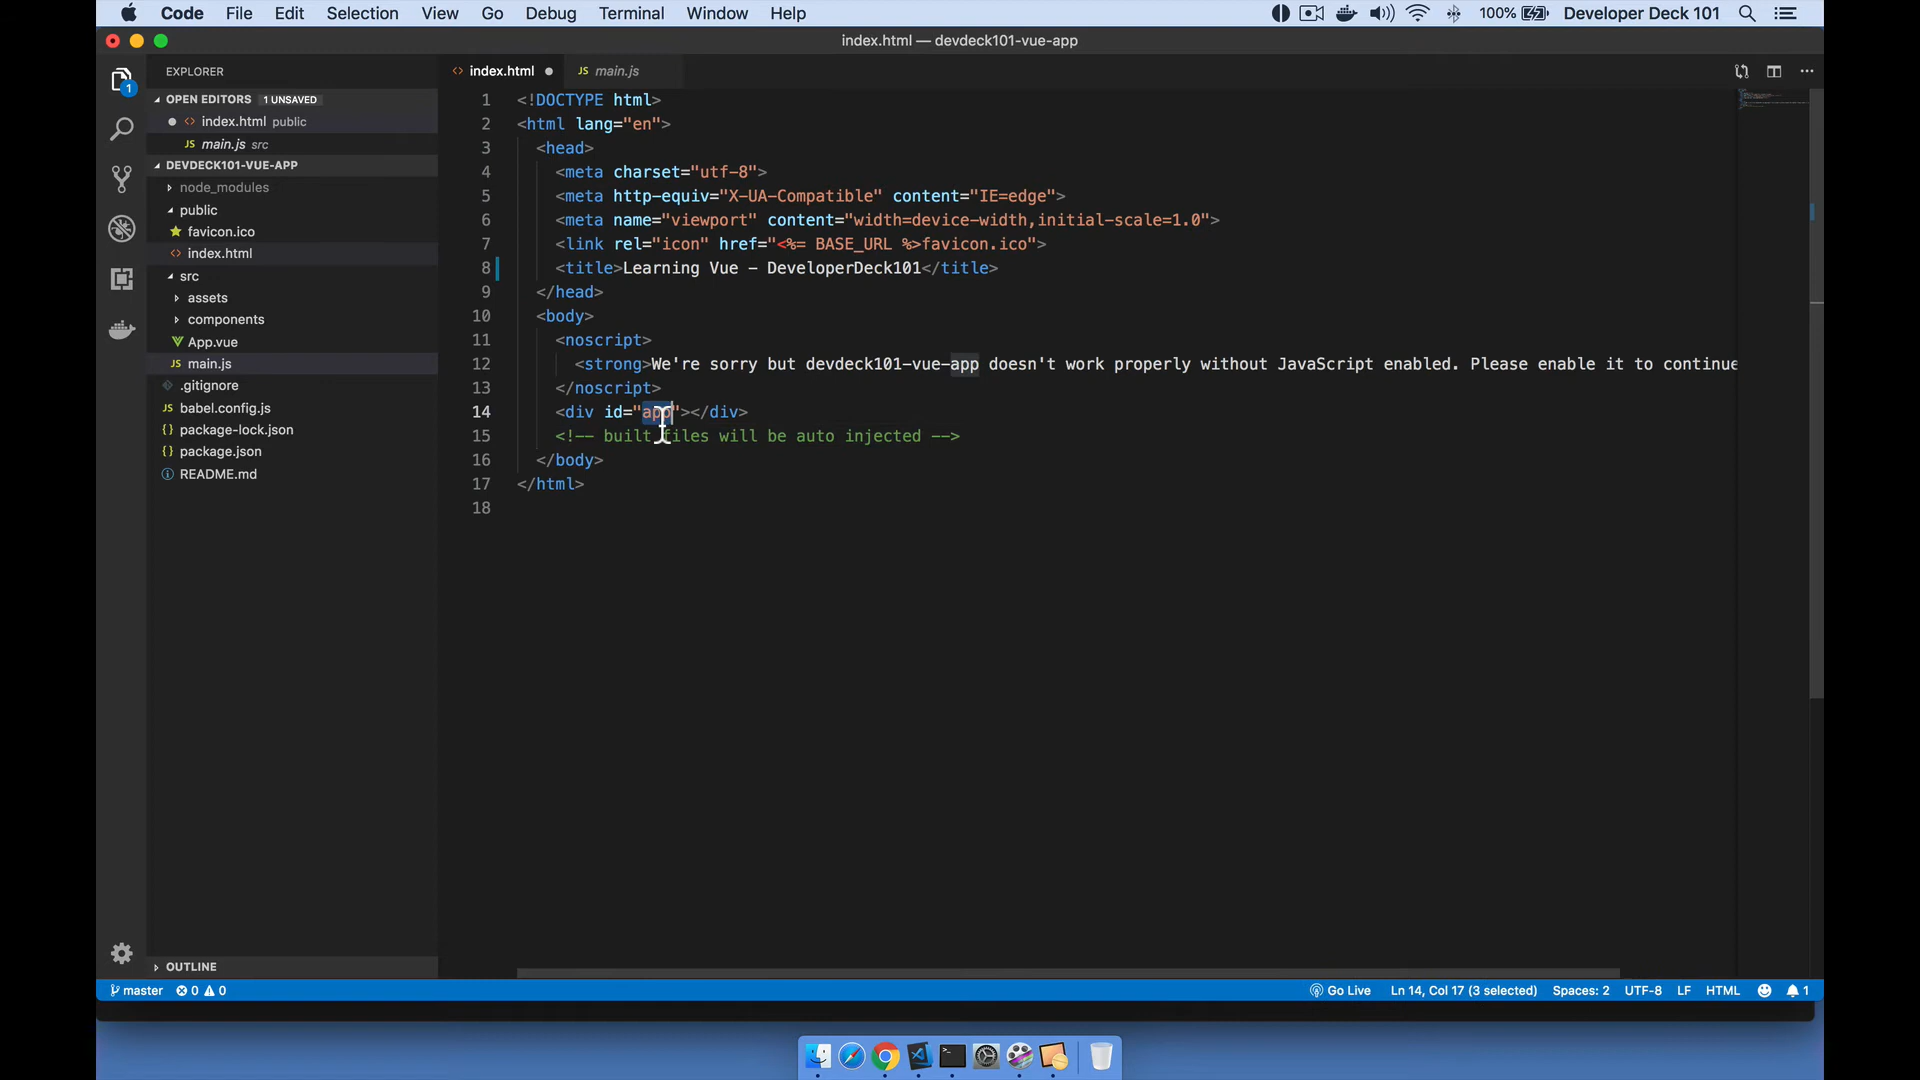 Code File Edit Selection View Go Debug Terminal Window Help 100% Developer Deck 101
index.html — devdeck101-vue-app
EXPLORER
index.html
JS main.js
OPEN EDITORS 1 UNSAVED
index.html public
JS main.js src
DEVDECK101-VUE-APP
node_modules
public
favicon.ico
index.html
src
assets
components
App.vue
JS main.js
.gitignore
JS babel.config.js
package-lock.json
package.json
README.md
OUTLINE
1
1 <!DOCTYPE html>
2 <html lang="en">
3 <head>
4 <meta charset="utf-8">
5 <meta http-equiv="X-UA-Compatible" content="IE=edge">
6 <meta name="viewport" content="width=device-width,initial-scale=1.0">
7 <link rel="icon" href="<%= BASE_URL %>favicon.ico">
8 <title>Learning Vue - DeveloperDeck101</title>
9 </head>
10 <body>
11 <noscript>
12 <strong>We're sorry but devdeck101-vue-app doesn't work properly without JavaScript enabled. Please enable it to continue
13 </noscript>
14 <div id="app"></div>
15 <!-- built files will be auto injected -->
16 </body>
17 </html>
18
master 0 0 Go Live Ln 14, Col 17 (3 selected) Spaces: 2 UTF-8 LF HTML 1